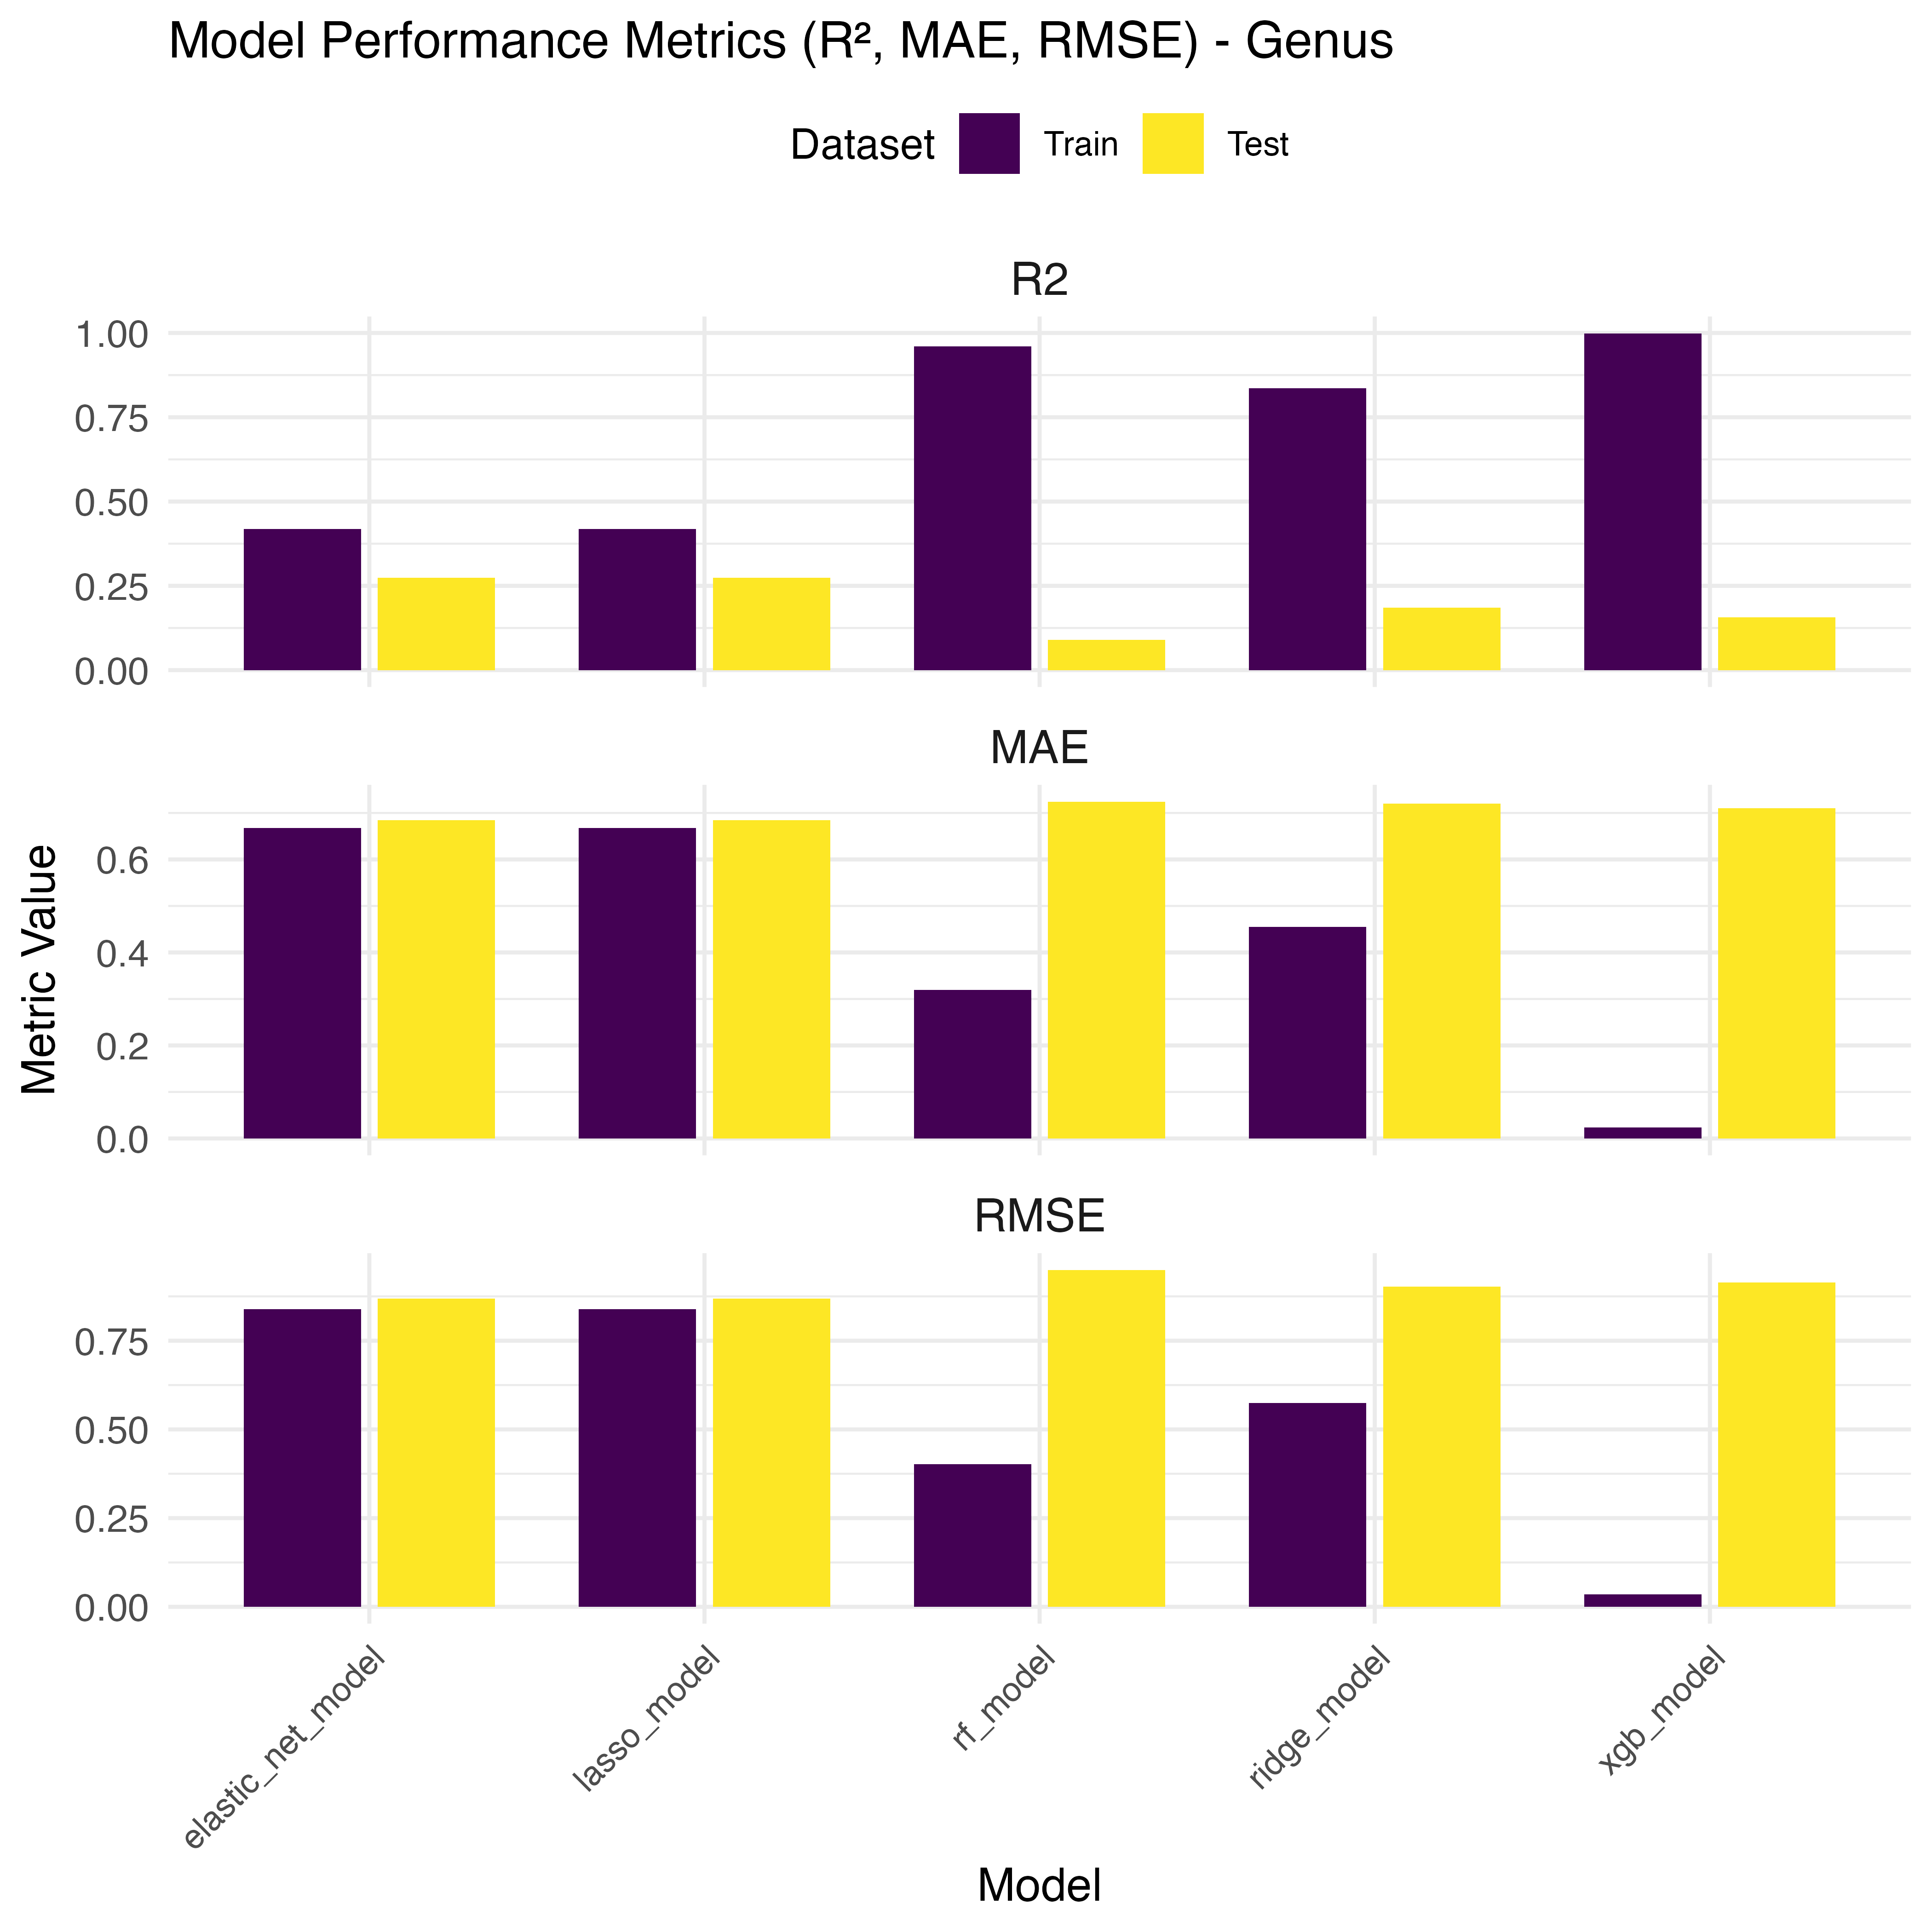 Model Performance Metrics (R², MAE, RMSE) - Genus
Dataset Train Test
R2
1.00
0.75
0.50
0.25
0.00
MAE
0.6
0.4
0.2
0.0
Metric Value
RMSE
0.75
0.50
0.25
0.00
elastic_net_model
lasso_model
rf_model
ridge_model
xgb_model
Model